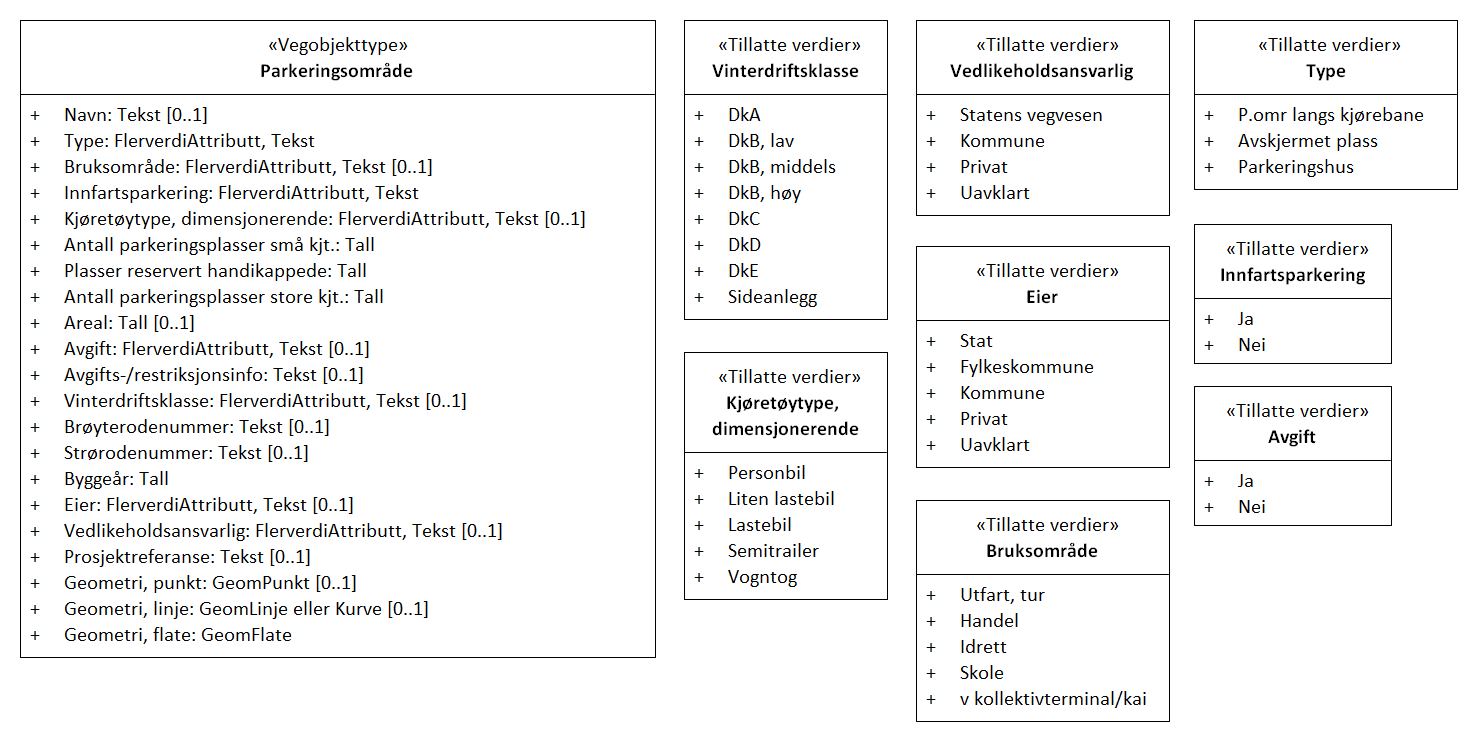 «Vegobjekttype»
Parkeringsområde
+ Navn: Tekst [0..1]
+ Type: FlerverdiAttributt, Tekst
+ Bruksområde: FlerverdiAttributt, Tekst [0..1]
+ Innfartsparkering: FlerverdiAttributt, Tekst
+ Kjøretøytype, dimensjonerende: FlerverdiAttributt, Tekst [0..1]
+ Antall parkeringsplasser små kjt.: Tall
+ Plasser reservert handikappede: Tall
+ Antall parkeringsplasser store kjt.: Tall
+ Areal: Tall [0..1]
+ Avgift: FlerverdiAttributt, Tekst [0..1]
+ Avgifts-/restriksjonsinfo: Tekst [0..1]
+ Vinterdriftsklasse: FlerverdiAttributt, Tekst [0..1]
+ Brøyterodenummer: Tekst [0..1]
+ Strørodenummer: Tekst [0..1]
+ Byggeår: Tall
+ Eier: FlerverdiAttributt, Tekst [0..1]
+ Vedlikeholdsansvarlig: FlerverdiAttributt, Tekst [0..1]
+ Prosjektreferanse: Tekst [0..1]
+ Geometri, punkt: GeomPunkt [0..1]
+ Geometri, linje: GeomLinje eller Kurve [0..1]
+ Geometri, flate: GeomFlate
«Tillatte verdier»
Vinterdriftsklasse
+ DkA
+ DkB, lav
+ DkB, middels
+ DkB, høy
+ DkC
+ DkD
+ DkE
+ Sideanlegg
«Tillatte verdier»
Kjøretøytype,
dimensjonerende
+ Personbil
+ Liten lastebil
+ Lastebil
+ Semitrailer
+ Vogntog
«Tillatte verdier»
Vedlikeholdsansvarlig
+ Statens vegvesen
+ Kommune
+ Privat
+ Uavklart
«Tillatte verdier»
Eier
+ Stat
+ Fylkeskommune
+ Kommune
+ Privat
+ Uavklart
«Tillatte verdier»
Bruksområde
+ Utfart, tur
+ Handel
+ Idrett
+ Skole
+ v kollektivterminal/kai
«Tillatte verdier»
Type
+ P.omr langs kjørebane
+ Avskjermet plass
+ Parkeringshus
«Tillatte verdier»
Innfartsparkering
+ Ja
+ Nei
«Tillatte verdier»
Avgift
+ Ja
+ Nei